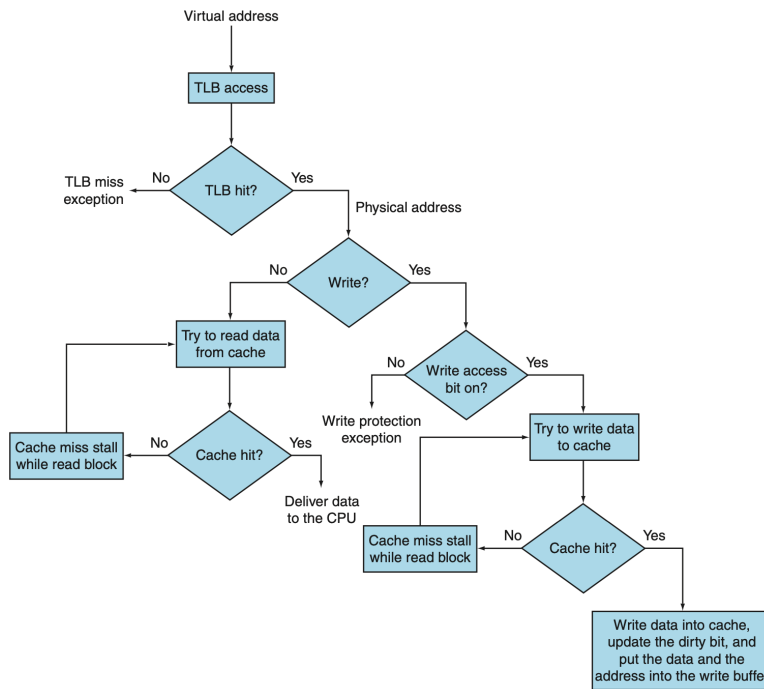 Virtual address
TLB access
TLB hit?
No
Yes
TLB miss
exception
Physical address
Write?
No
Yes
Try to read data
from cache
Write access
bit on?
No
Yes
Write protection
exception
Try to write data
to cache
Cache hit?
No
Yes
Cache miss stall
while read block
Deliver data
to the CPU
Cache hit?
No
Yes
Cache miss stall
while read block
Write data into cache,
update the dirty bit, and
put the data and the
address into the write buffe